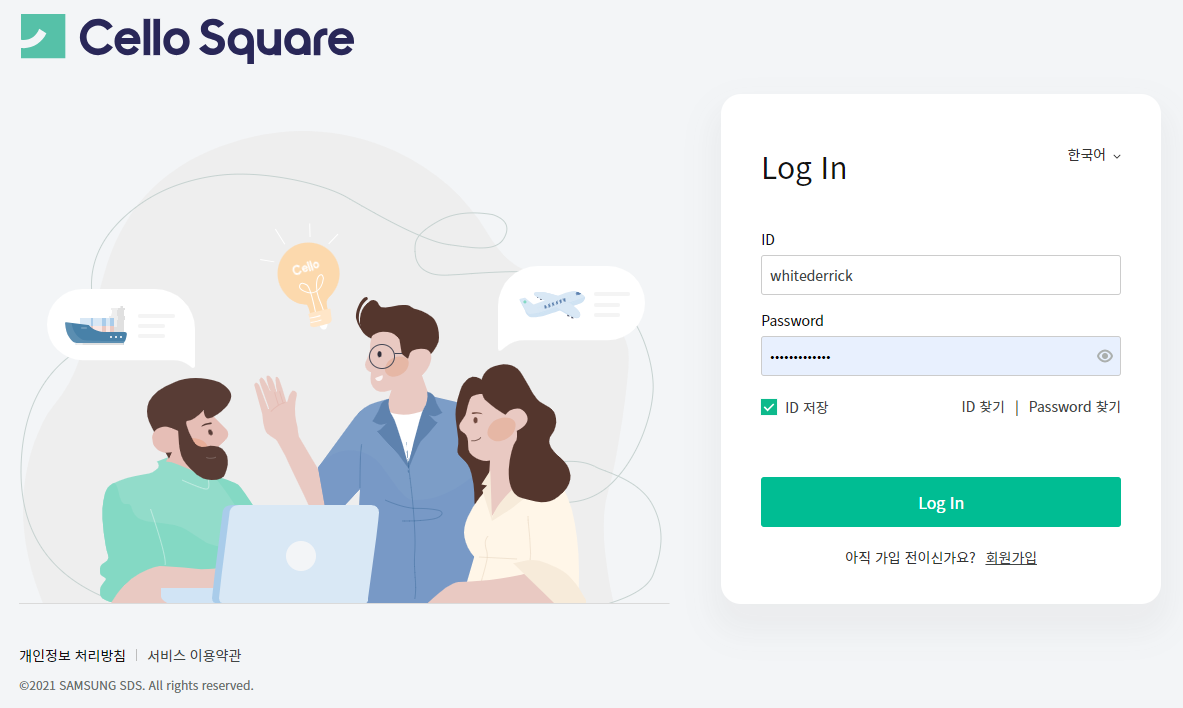 Cello Square
Log In
한국어
ID
whitederrick
Password
•••••••••••••
ID 저장
ID 찾기 | Password 찾기
Log In
아직 가입 전이신가요? 회원가입
Cello
개인정보 처리방침 | 서비스 이용약관
©2021 SAMSUNG SDS. All rights reserved.